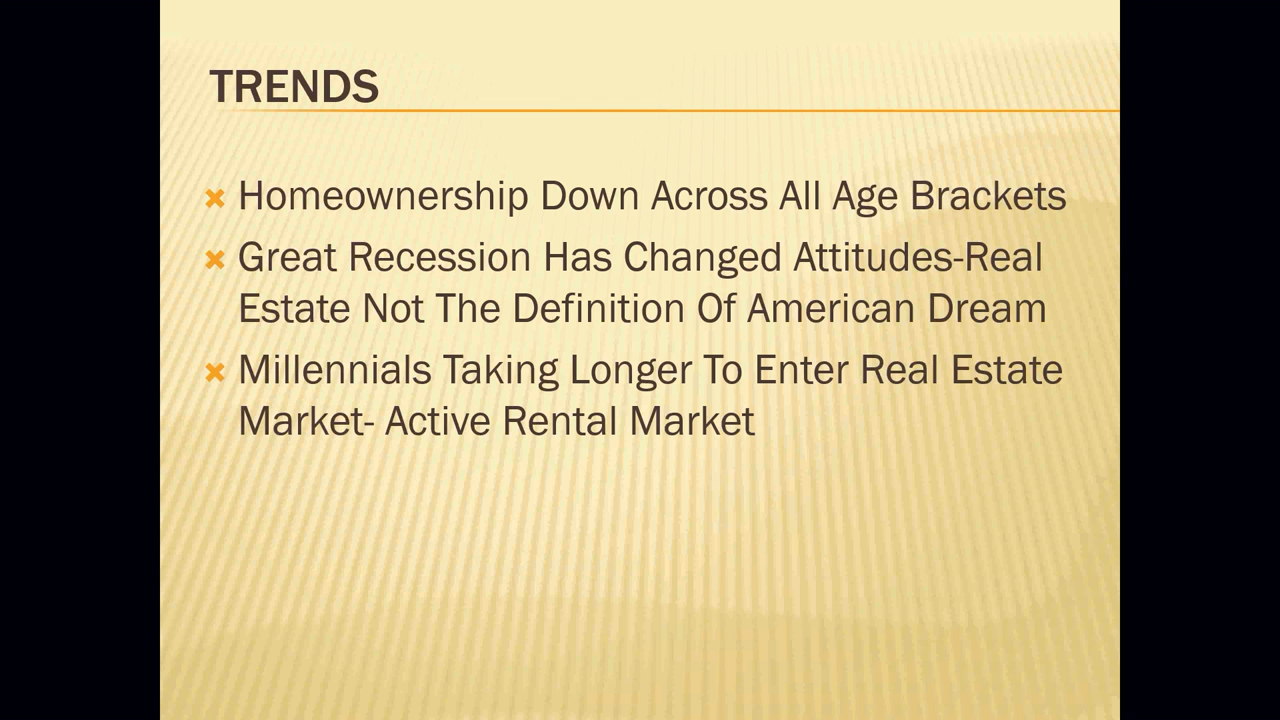 TRENDS
Homeownership Down Across All Age Brackets
Great Recession Has Changed Attitudes-Real
Estate Not The Definition Of American Dream
Millennials Taking Longer To Enter Real Estate
Market- Active Rental Market